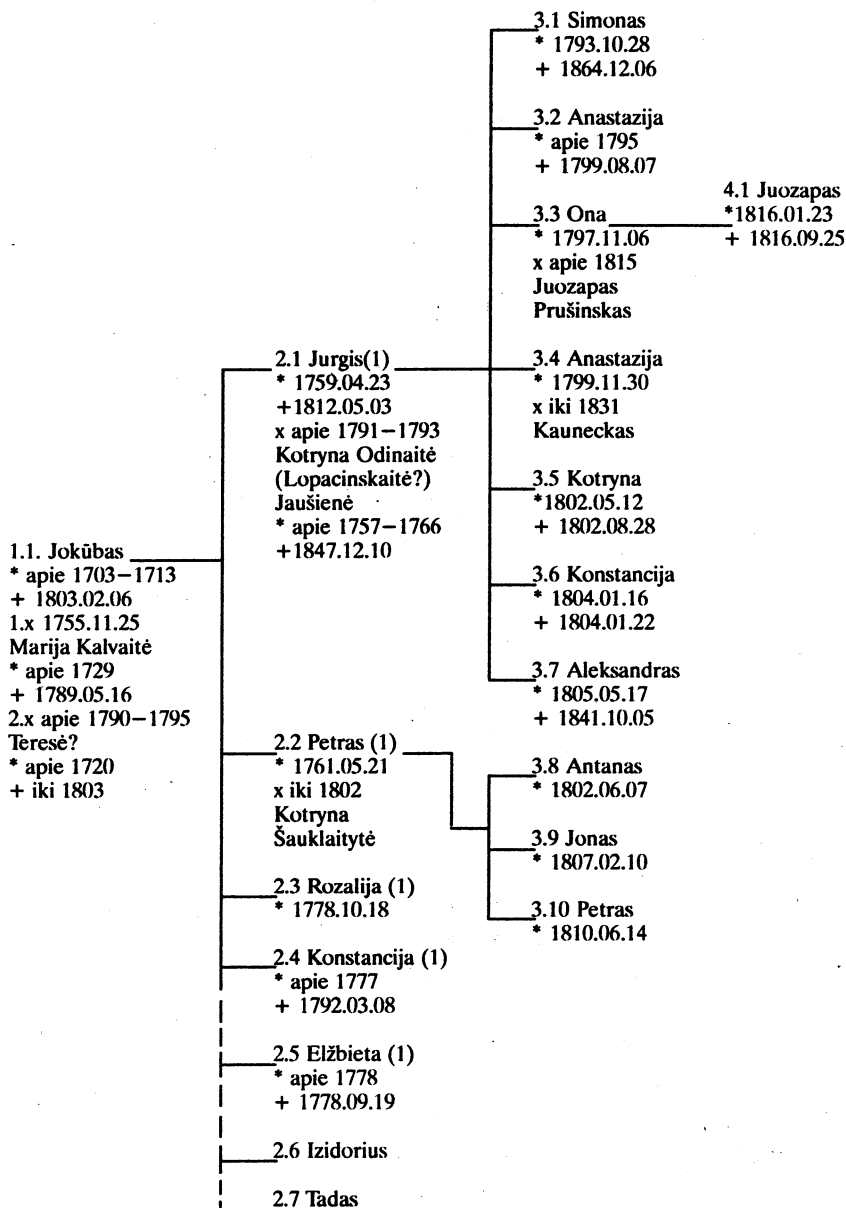 1.1. Jokūbas
* apie 1703–1713
+ 1803.02.06
1.x 1755.11.25
Marija Kalvaitė
* apie 1729
+ 1789.05.16
2.x apie 1790–1795
Teresė?
* apie 1720
+ iki 1803
2.1 Jurgis(1)
* 1759.04.23
+1812.05.03
x apie 1791–1793
Kotryna Odinaitė
(Lopacinskaitė?)
Jaušienė
* apie 1757–1766
+1847.12.10
2.2 Petras (1)
* 1761.05.21
x iki 1802
Kotryna
Šauklaitytė
2.3 Rozalija (1)
* 1778.10.18
2.4 Konstancija (1)
* apie 1777
+ 1792.03.08
2.5 Elžbieta (1)
* apie 1778
+ 1778.09.19
2.6 Izidorius
2.7 Tadas
3.1 Simonas
* 1793.10.28
+ 1864.12.06
3.2 Anastazija
* apie 1795
+ 1799.08.07
3.3 Ona
* 1797.11.06
x apie 1815
Juozapas
Prušinskas
3.4 Anastazija
* 1799.11.30
x iki 1831
Kauneckas
3.5 Kotryna
*1802.05.12
+ 1802.08.28
3.6 Konstancija
* 1804.01.16
+ 1804.01.22
3.7 Aleksandras
* 1805.05.17
+ 1841.10.05
3.8 Antanas
* 1802.06.07
3.9 Jonas
* 1807.02.10
3.10 Petras
* 1810.06.14
4.1 Juozapas
*1816.01.23
+ 1816.09.25